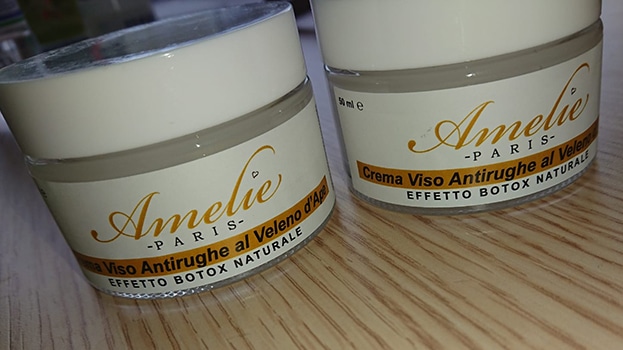 Amelie
-PARIS-
Crema Viso Antirughe al Veleno d'Ape
EFFETTO BOTOX NATURALE
50 ml e
Amelie
-PARIS-
Crema Viso Antirughe al Veleno
EFFETTO BOTOX NATURALE